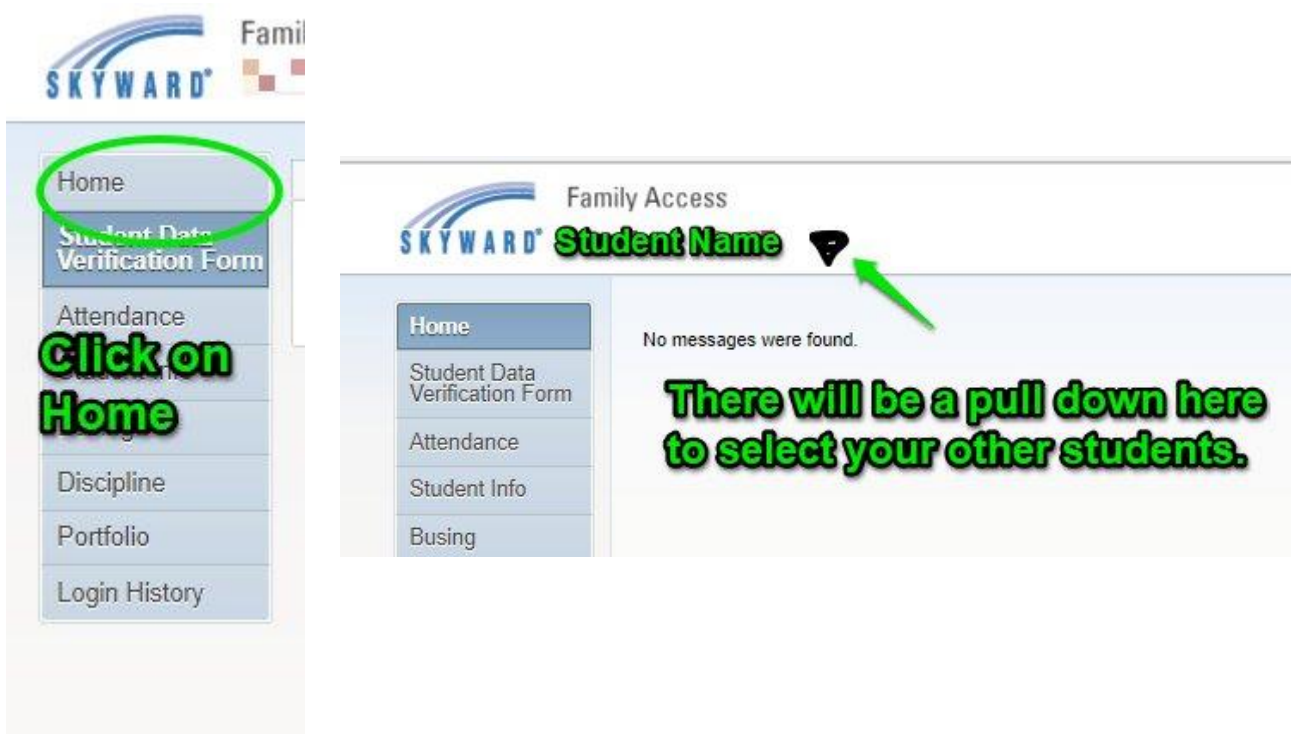 Famil
SKYWARD®
Home
Student Data
Verification Form
Attendance
Click on
Home
Discipline
Portfolio
Login History
Family Access
SKYWARD® Student Name
Home
Student Data
Verification Form
Attendance
Student Info
Busing
No messages were found.
There will be a pull down here
to select your other students.